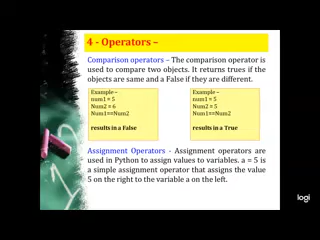 4 - Operators –
Comparison operators – The comparison operator is
used to compare two objects. It returns trues if the
objects are same and a False if they are different.
Example –
num1 = 5
Num2 = 6
Num1==Num2
results in a False
Example –
num1 = 5
Num2 = 5
Num1==Num2
results in a True
Assignment Operators - Assignment operators are
used in Python to assign values to variables. a = 5 is
a simple assignment operator that assigns the value
5 on the right to the variable a on the left.
logi